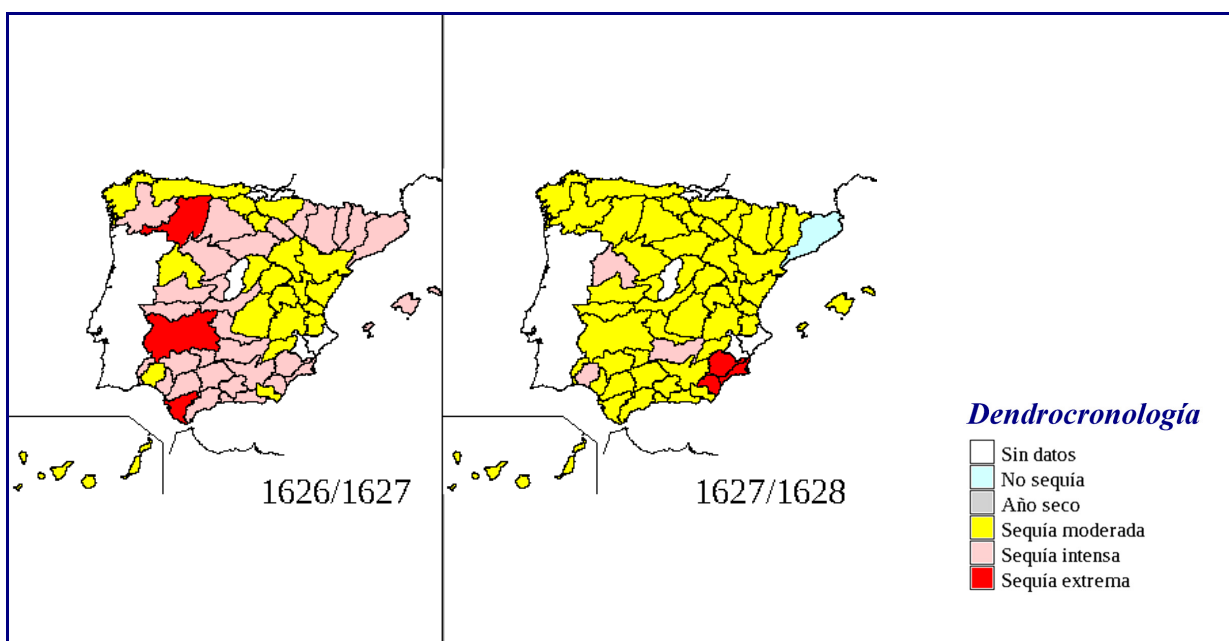 1626/1627
1627/1628
Dendrocronología
Sin datos
No sequía
Año seco
Sequía moderada
Sequía intensa
Sequía extrema